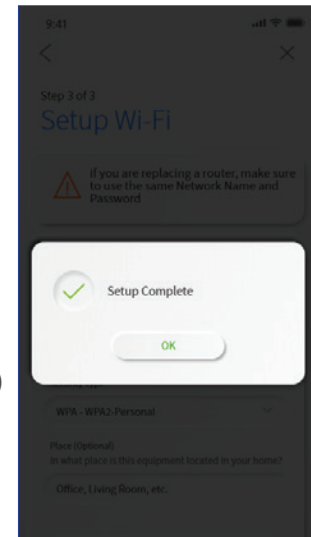 9:41
Step 3 of 3
Setup Wi-Fi
if you are replacing a router, make sure
to use the same Network Name and
Password
Setup Complete
OK
WPA - WPA2-Personal
Place (Optional)
In what place is this equipment located in your home?
Office, Living Room, etc.